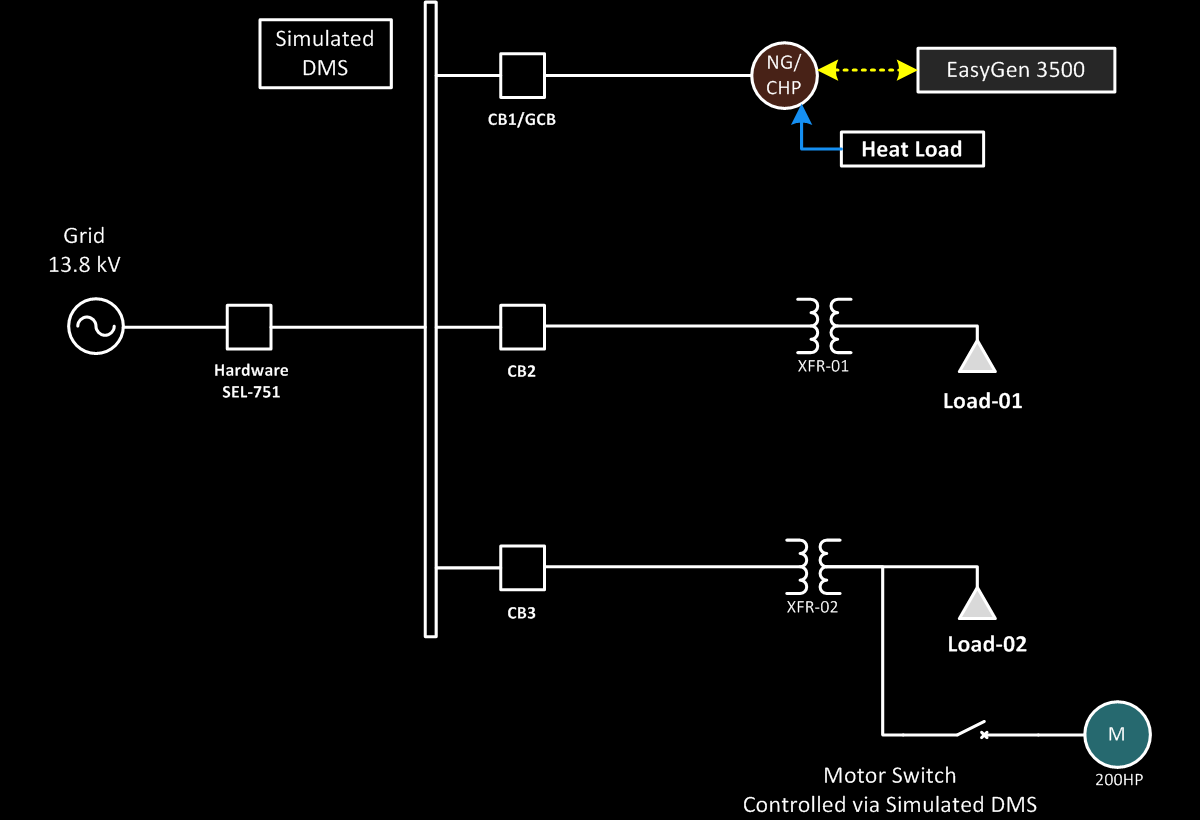 Simulated
DMS
NG/
CHP
EasyGen 3500
CB1/GCB
Heat Load
Grid
13.8 kV
Hardware
SEL-751
CB2
XFR-01
Load-01
CB3
XFR-02
Load-02
M
200HP
Motor Switch
Controlled via Simulated DMS